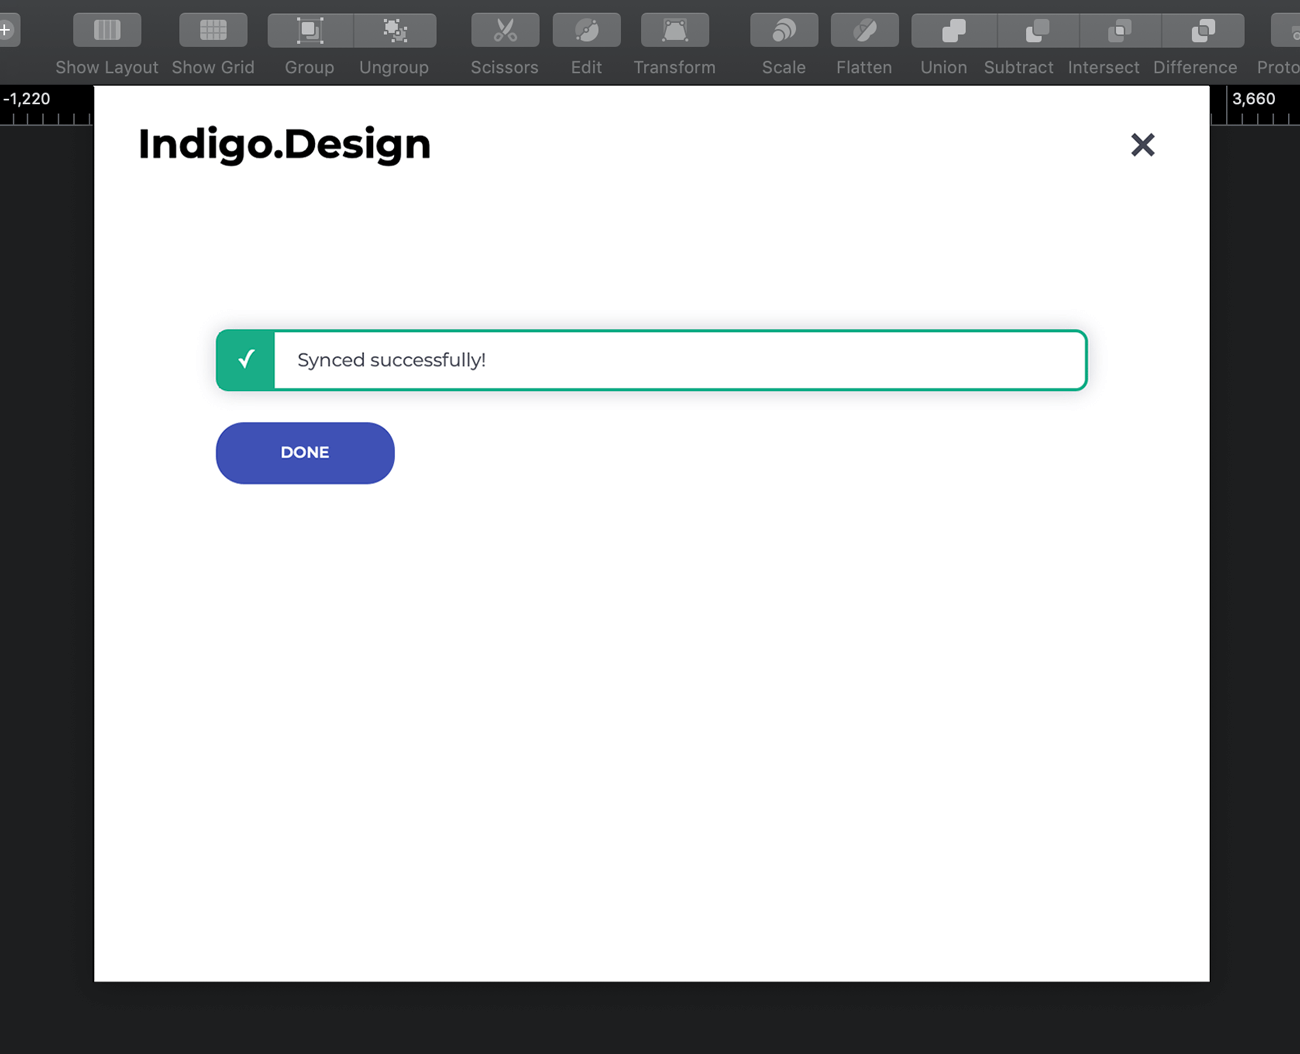 Show Layout Show Grid Group Ungroup Scissors Edit Transform Scale Flatten Union Subtract Intersect Difference Proto
-1,220 3,660
Indigo.Design
Synced successfully!
DONE